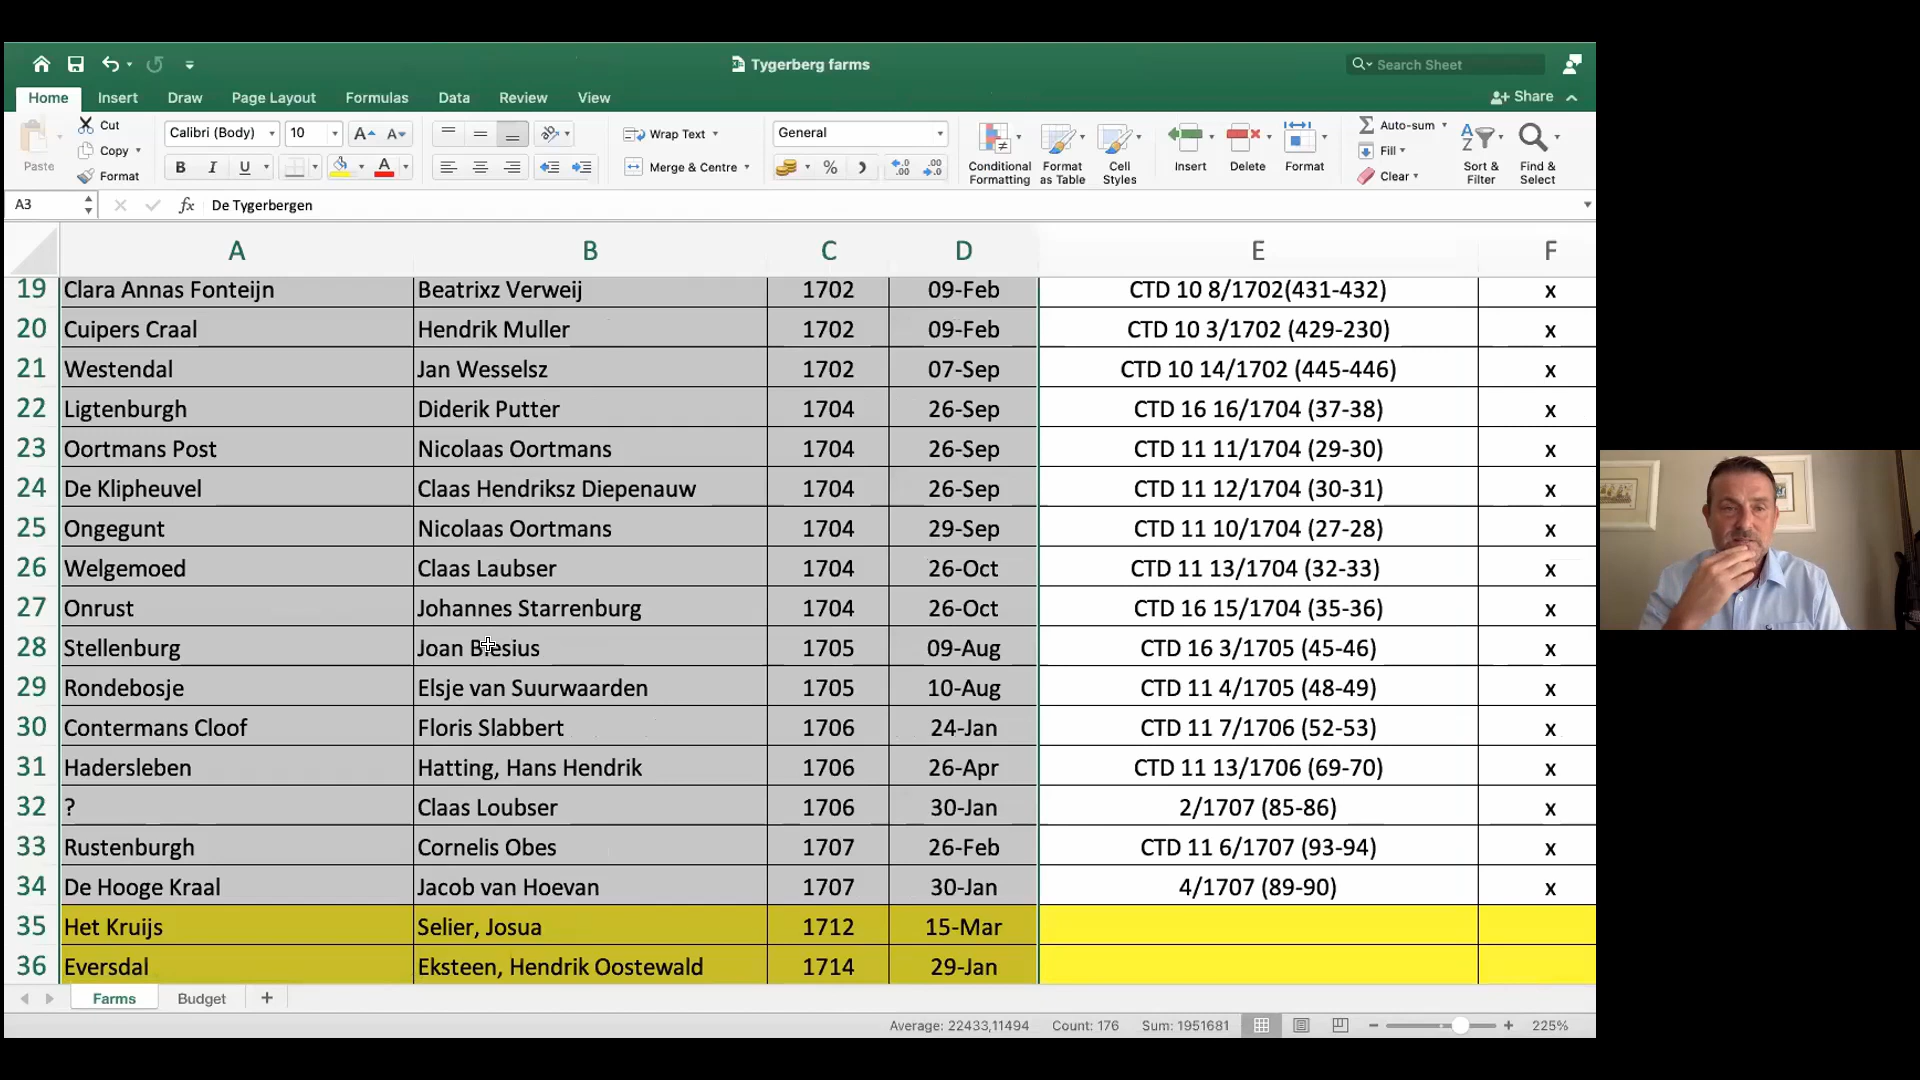 Tygerberg farms
Search Sheet
Home Insert Draw Page Layout Formulas Data Review View
Share
Paste
Cut
Copy
Format
Calibri (Body) 10
B I U
Wrap Text
Merge & Centre
General
Conditional Formatting
Format as Table
Cell Styles
Insert
Delete
Format
Auto-sum
Fill
Clear
Sort & Filter
Find & Select
A3 fx De Tygerbergen
A B C D E F
19 Clara Annas Fonteijn Beatrixz Verweij 1702 09-Feb CTD 10 8/1702(431-432) x
20 Cuipers Craal Hendrik Muller 1702 09-Feb CTD 10 3/1702 (429-230) x
21 Westendal Jan Wesselsz 1702 07-Sep CTD 10 14/1702 (445-446) x
22 Ligtenburgh Diderik Putter 1704 26-Sep CTD 16 16/1704 (37-38) x
23 Oortmans Post Nicolaas Oortmans 1704 26-Sep CTD 11 11/1704 (29-30) x
24 De Klipheuvel Claas Hendriksz Diepenauw 1704 26-Sep CTD 11 12/1704 (30-31) x
25 Ongegunt Nicolaas Oortmans 1704 29-Sep CTD 11 10/1704 (27-28) x
26 Welgemoed Claas Laubser 1704 26-Oct CTD 11 13/1704 (32-33) x
27 Onrust Johannes Starrenburg 1704 26-Oct CTD 16 15/1704 (35-36) x
28 Stellenburg Joan Blesius 1705 09-Aug CTD 16 3/1705 (45-46) x
29 Rondebosje Elsje van Suurwaarden 1705 10-Aug CTD 11 4/1705 (48-49) x
30 Contermans Cloof Floris Slabbert 1706 24-Jan CTD 11 7/1706 (52-53) x
31 Hadersleben Hatting, Hans Hendrik 1706 26-Apr CTD 11 13/1706 (69-70) x
32 ? Claas Loubser 1706 30-Jan 2/1707 (85-86) x
33 Rustenburgh Cornelis Obes 1707 26-Feb CTD 11 6/1707 (93-94) x
34 De Hooge Kraal Jacob van Hoevan 1707 30-Jan 4/1707 (89-90) x
35 Het Kruijs Selier, Josua 1712 15-Mar
36 Eversdal Eksteen, Hendrik Oostewald 1714 29-Jan
Farms Budget +
Average: 22433,11494 Count: 176 Sum: 1951681 225%